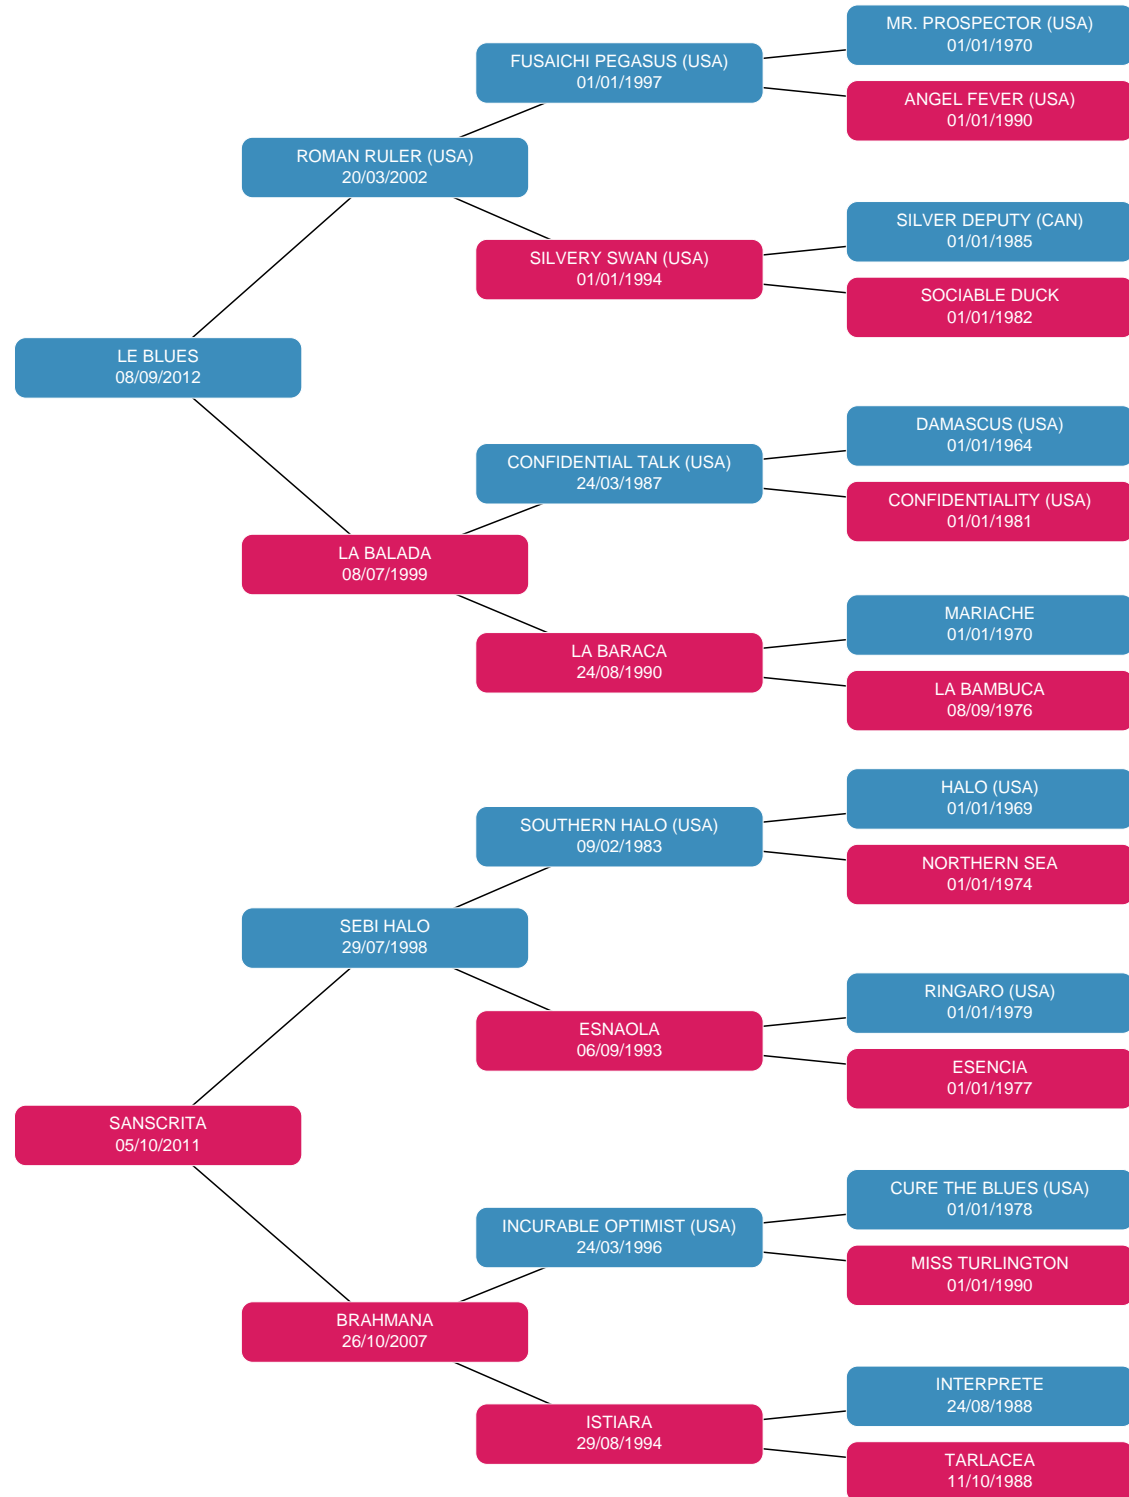 MR. PROSPECTOR (USA)
01/01/1970
FUSAICHI PEGASUS (USA)
01/01/1997
ANGEL FEVER (USA)
01/01/1990
ROMAN RULER (USA)
20/03/2002
SILVER DEPUTY (CAN)
01/01/1985
SILVERY SWAN (USA)
01/01/1994
SOCIABLE DUCK
01/01/1982
LE BLUES
08/09/2012
DAMASCUS (USA)
01/01/1964
CONFIDENTIAL TALK (USA)
24/03/1987
CONFIDENTIALITY (USA)
01/01/1981
LA BALADA
08/07/1999
MARIACHE
01/01/1970
LA BARACA
24/08/1990
LA BAMBUCA
08/09/1976
HALO (USA)
01/01/1969
SOUTHERN HALO (USA)
09/02/1983
NORTHERN SEA
01/01/1974
SEBI HALO
29/07/1998
RINGARO (USA)
01/01/1979
ESNAOLA
06/09/1993
ESENCIA
01/01/1977
SANSCRITA
05/10/2011
CURE THE BLUES (USA)
01/01/1978
INCURABLE OPTIMIST (USA)
24/03/1996
MISS TURLINGTON
01/01/1990
BRAHMANA
26/10/2007
INTERPRETE
24/08/1988
ISTIARA
29/08/1994
TARLACEA
11/10/1988